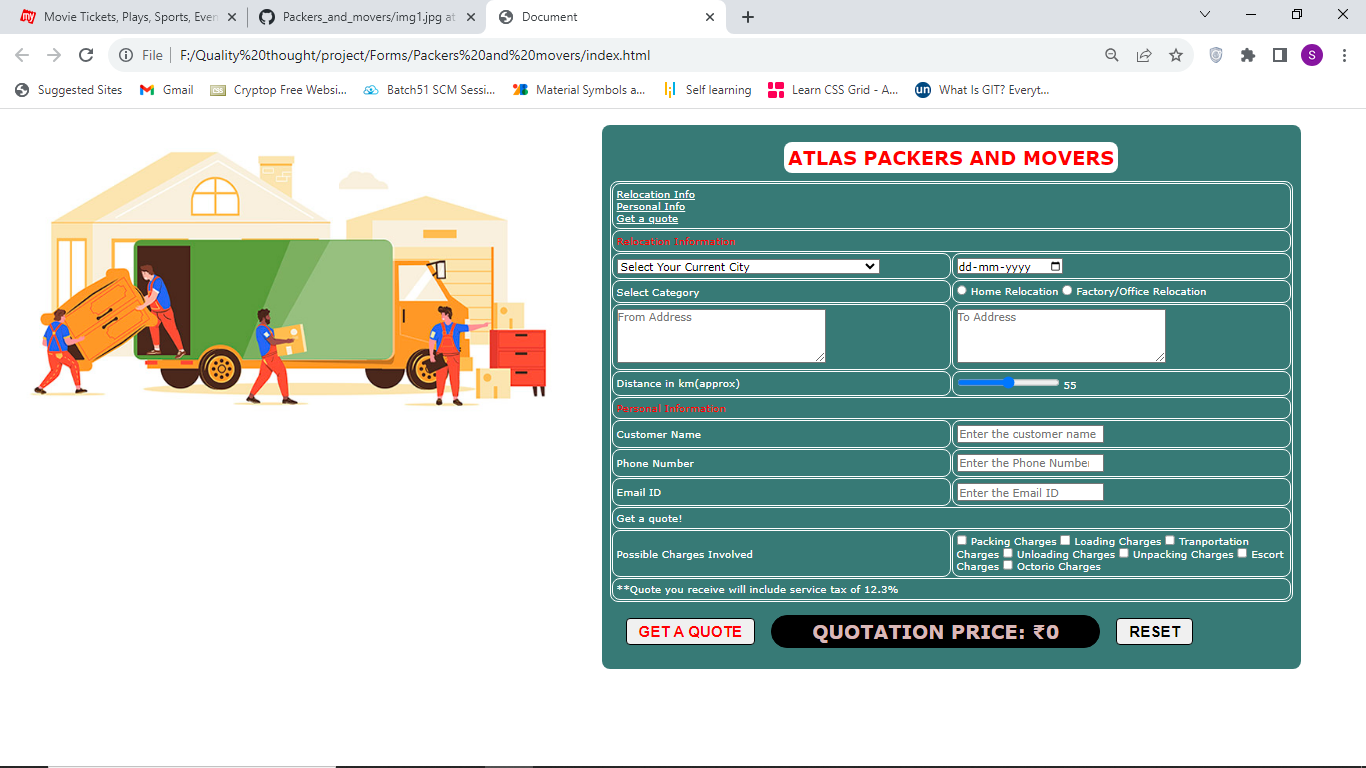 Movie Tickets, Plays, Sports, Even
Packers_and_movers/img1.jpg at
Document
File
F:/Quality%20thought/project/Forms/Packers%20and%20movers/index.html
S
Suggested Sites
Gmail
Cryptop Free Websi...
Batch51 SCM Sessi...
Material Symbols a...
Self learning
Learn CSS Grid - A...
un
What Is GIT? Everyt...
ATLAS PACKERS AND MOVERS
Relocation Info
Personal Info
Get a quote
Relocation Information
Select Your Current City
dd-mm-yyyy
Select Category
Home Relocation Factory/Office Relocation
From Address
To Address
Distance in km(approx)
55
Personal Information
Customer Name
Enter the customer name
Phone Number
Enter the Phone Number
Email ID
Enter the Email ID
Get a quote!
Possible Charges Involved
Packing Charges Loading Charges Tranportation
Charges Unloading Charges Unpacking Charges Escort
Charges Octorio Charges
**Quote you receive will include service tax of 12.3%
GET A QUOTE
QUOTATION PRICE: ₹0
RESET